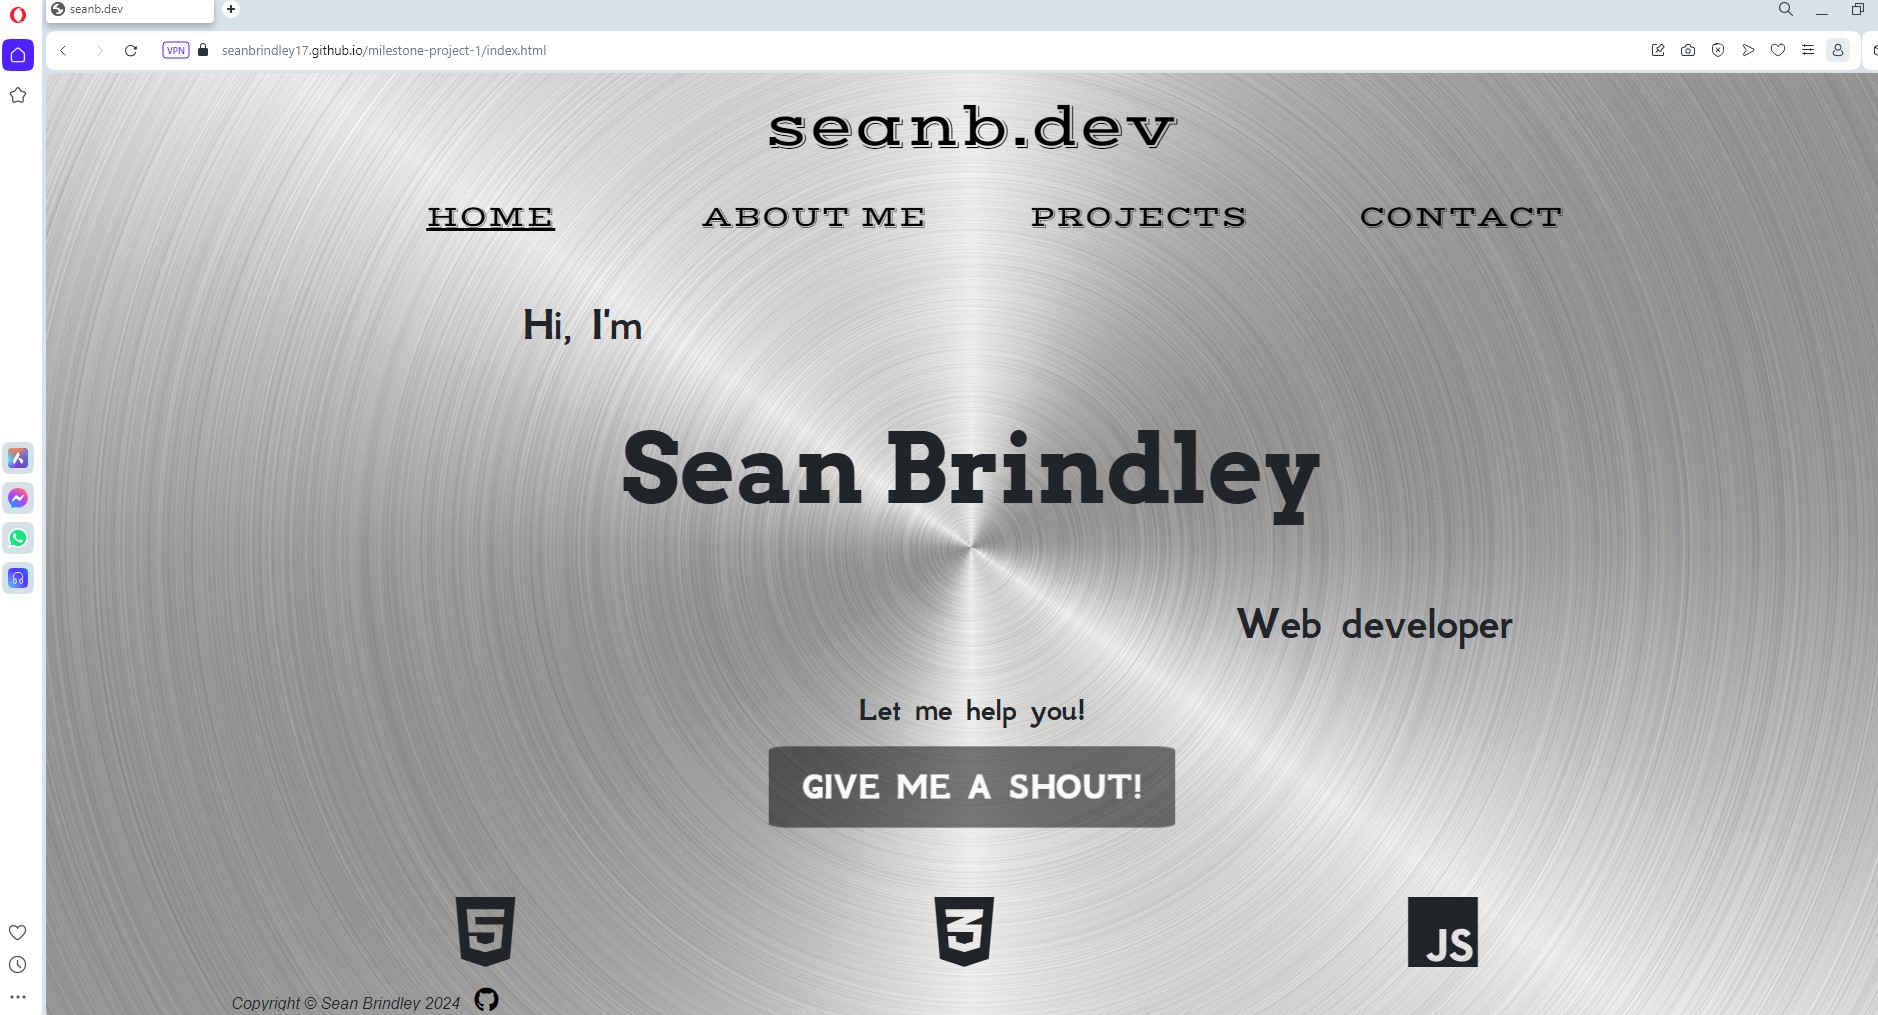 seanb.dev
VPN
seanbrindley17.github.io/milestone-project-1/index.html
seanb.dev
HOME ABOUT ME PROJECTS CONTACT
Hi, I'm
Sean Brindley
Web developer
Let me help you!
GIVE ME A SHOUT!
5 3 JS
Copyright © Sean Brindley 2024